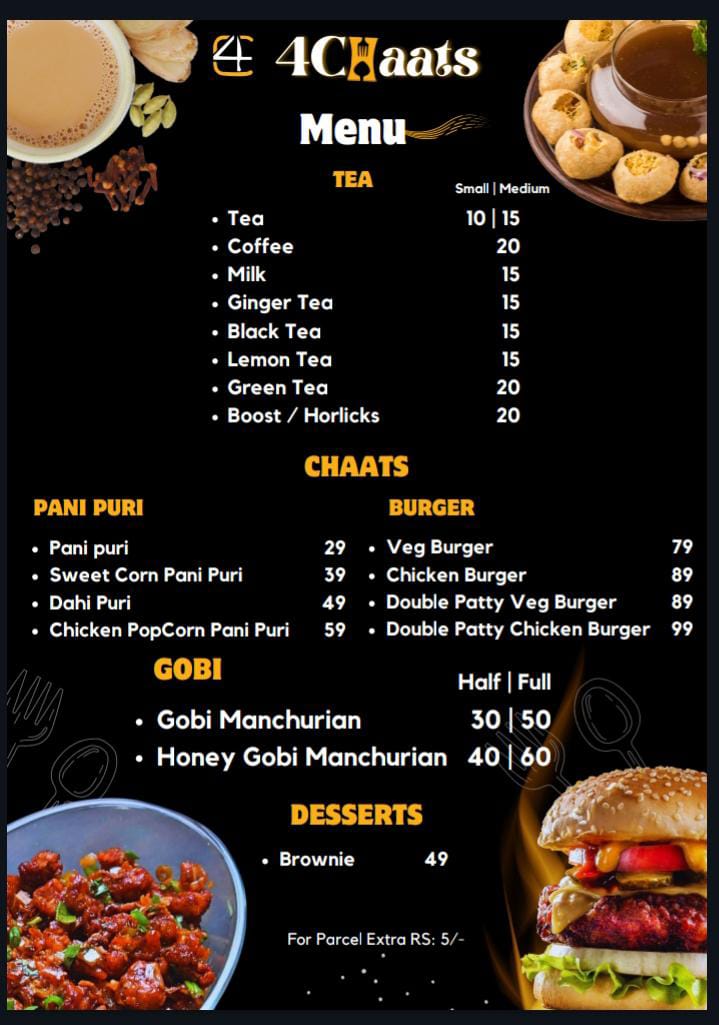 4 4CHaats
Menu
TEA
Small | Medium
• Tea 10 | 15
• Coffee 20
• Milk 15
• Ginger Tea 15
• Black Tea 15
• Lemon Tea 15
• Green Tea 20
• Boost / Horlicks 20
CHAATS
PANI PURI
• Pani puri 29
• Sweet Corn Pani Puri 39
• Dahi Puri 49
• Chicken PopCorn Pani Puri 59
BURGER
• Veg Burger 79
• Chicken Burger 89
• Double Patty Veg Burger 89
• Double Patty Chicken Burger 99
GOBI
Half | Full
• Gobi Manchurian 30 | 50
• Honey Gobi Manchurian 40 | 60
DESSERTS
• Brownie 49
For Parcel Extra RS: 5/-